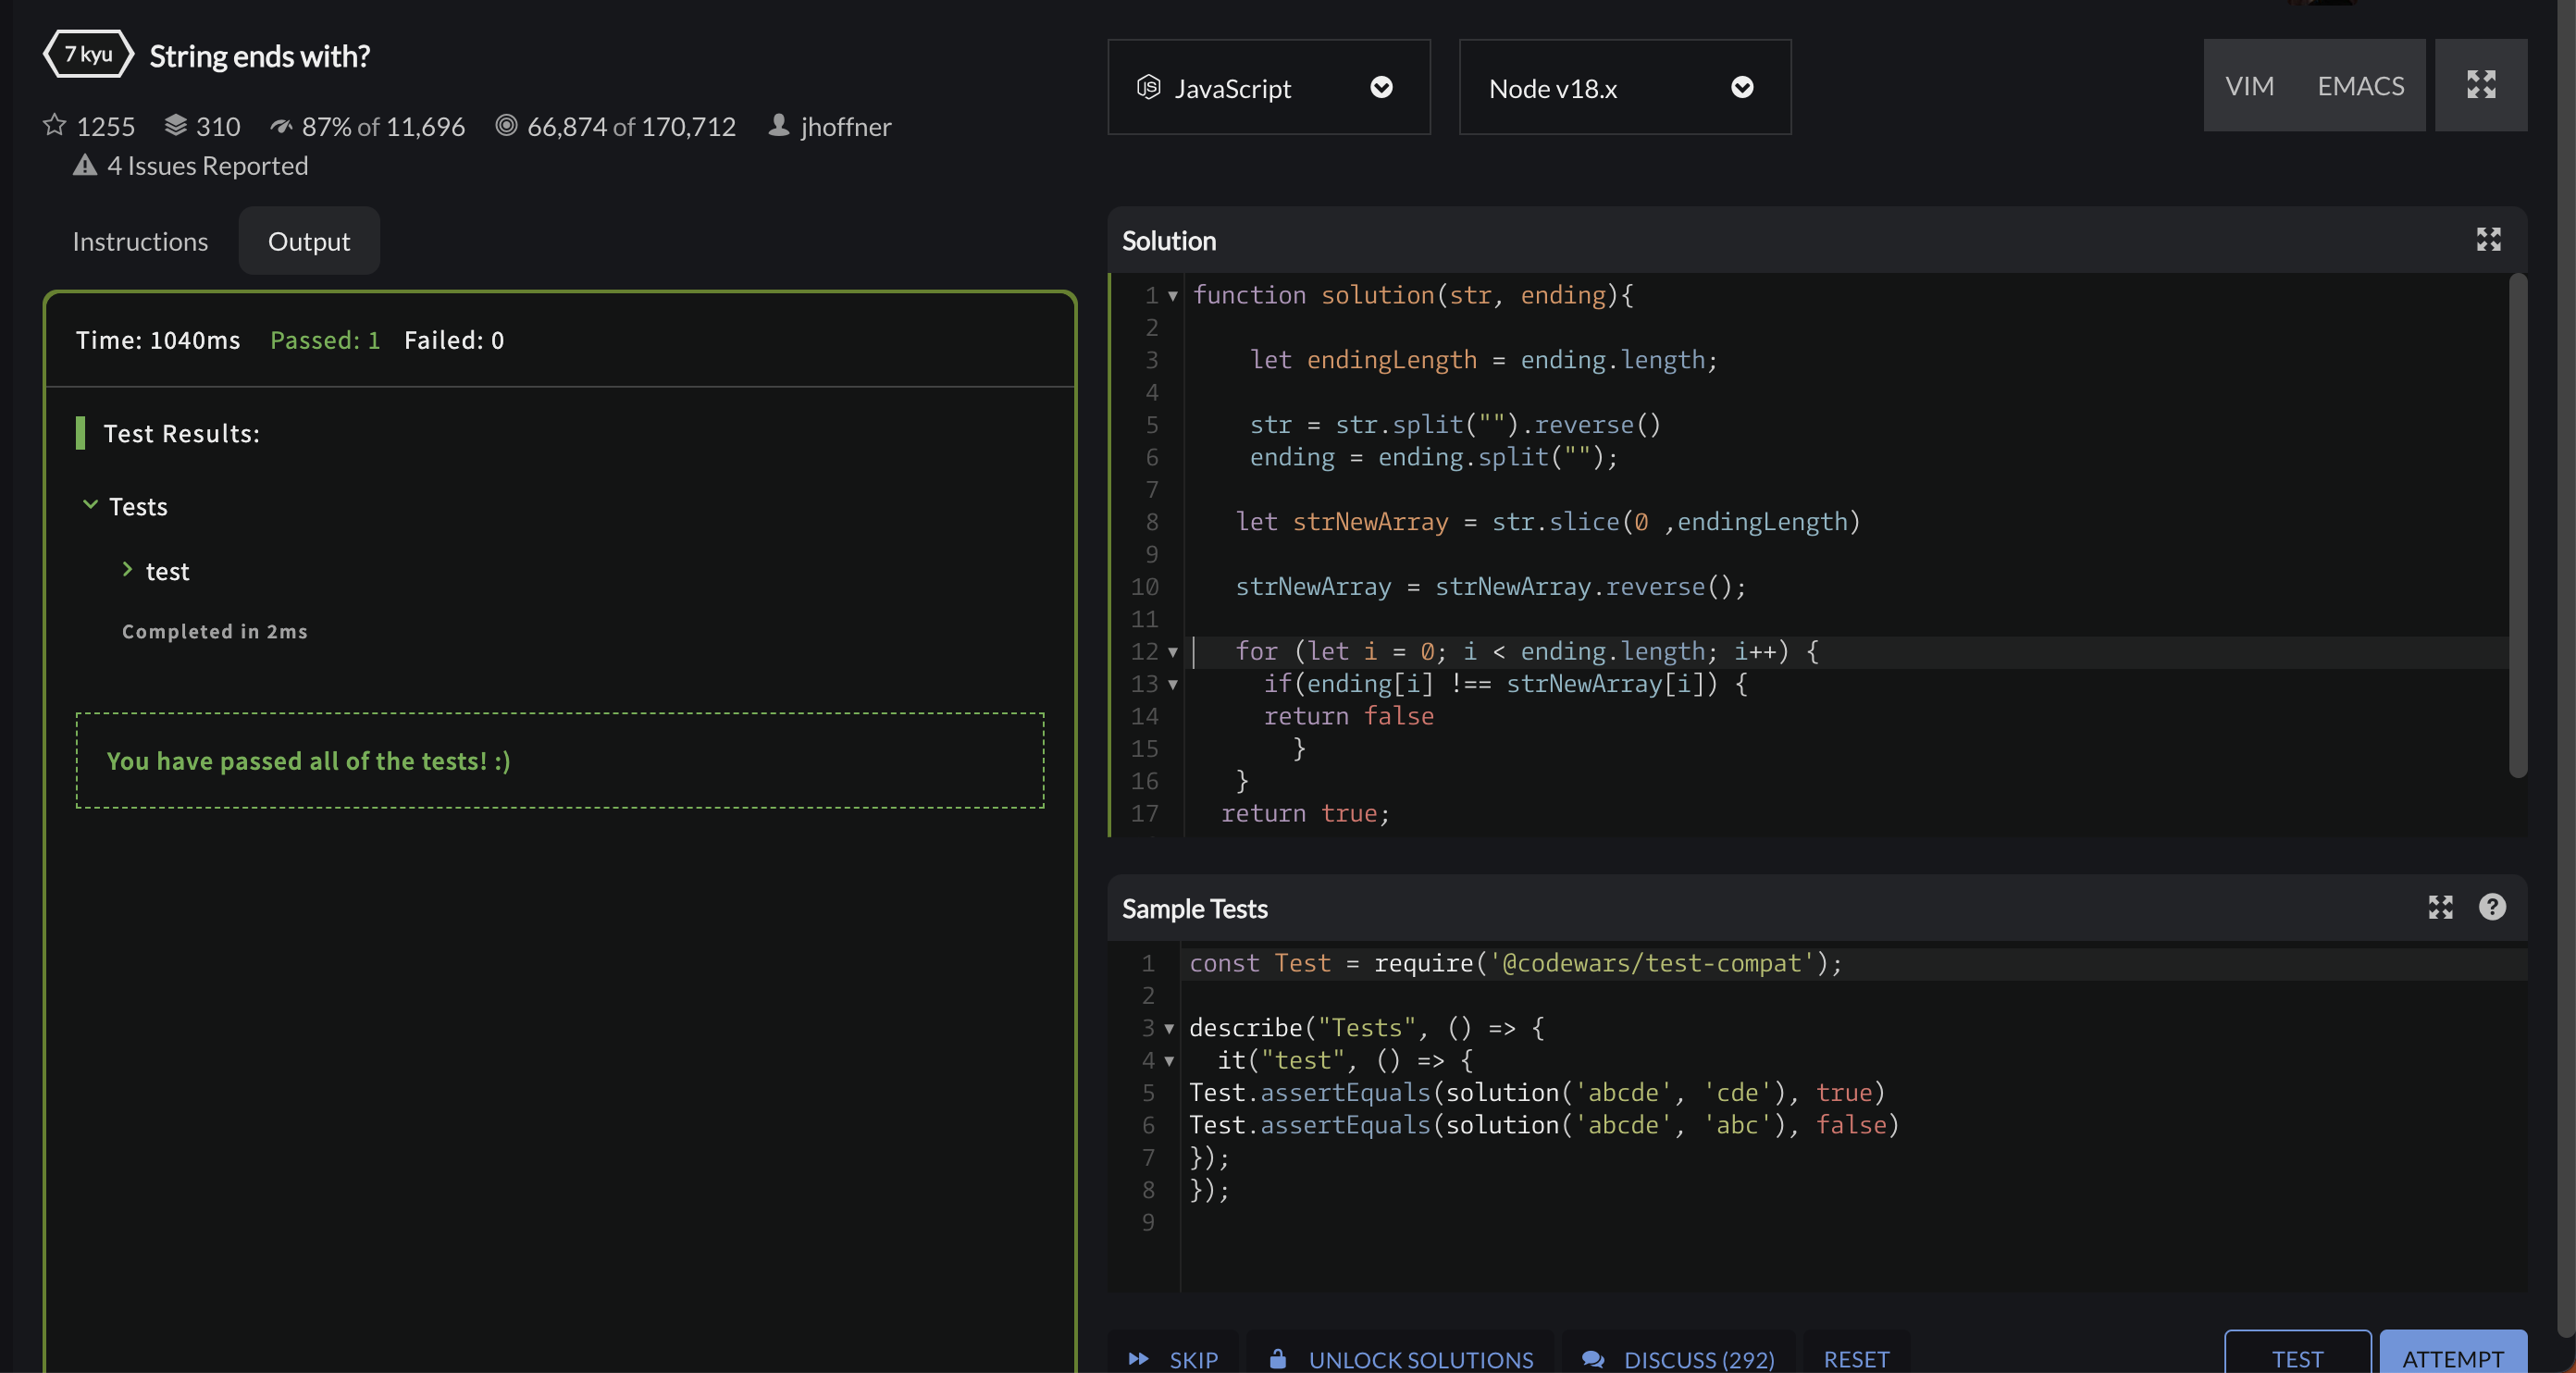 7 kyu String ends with?
1255 310 87% of 11,696 66,874 of 170,712 jhoffner
4 Issues Reported
Instructions Output
Time: 1040ms Passed: 1 Failed: 0
Test Results:
Tests
test
Completed in 2ms
You have passed all of the tests! :)
JavaScript
Node v18.x
VIM EMACS
Solution
1 function solution(str, ending){
2
3 let endingLength = ending.length;
4
5 str = str.split("").reverse()
6 ending = ending.split("");
7
8 let strNewArray = str.slice(0 ,endingLength)
9
10 strNewArray = strNewArray.reverse();
11
12 for (let i = 0; i < ending.length; i++) {
13 if(ending[i] !== strNewArray[i]) {
14 return false
15 }
16 }
17 return true;
Sample Tests
1 const Test = require('@codewars/test-compat');
2
3 describe("Tests", () => {
4 it("test", () => {
5 Test.assertEquals(solution('abcde', 'cde'), true)
6 Test.assertEquals(solution('abcde', 'abc'), false)
7 });
8 });
9
SKIP UNLOCK SOLUTIONS DISCUSS (292) RESET TEST ATTEMPT